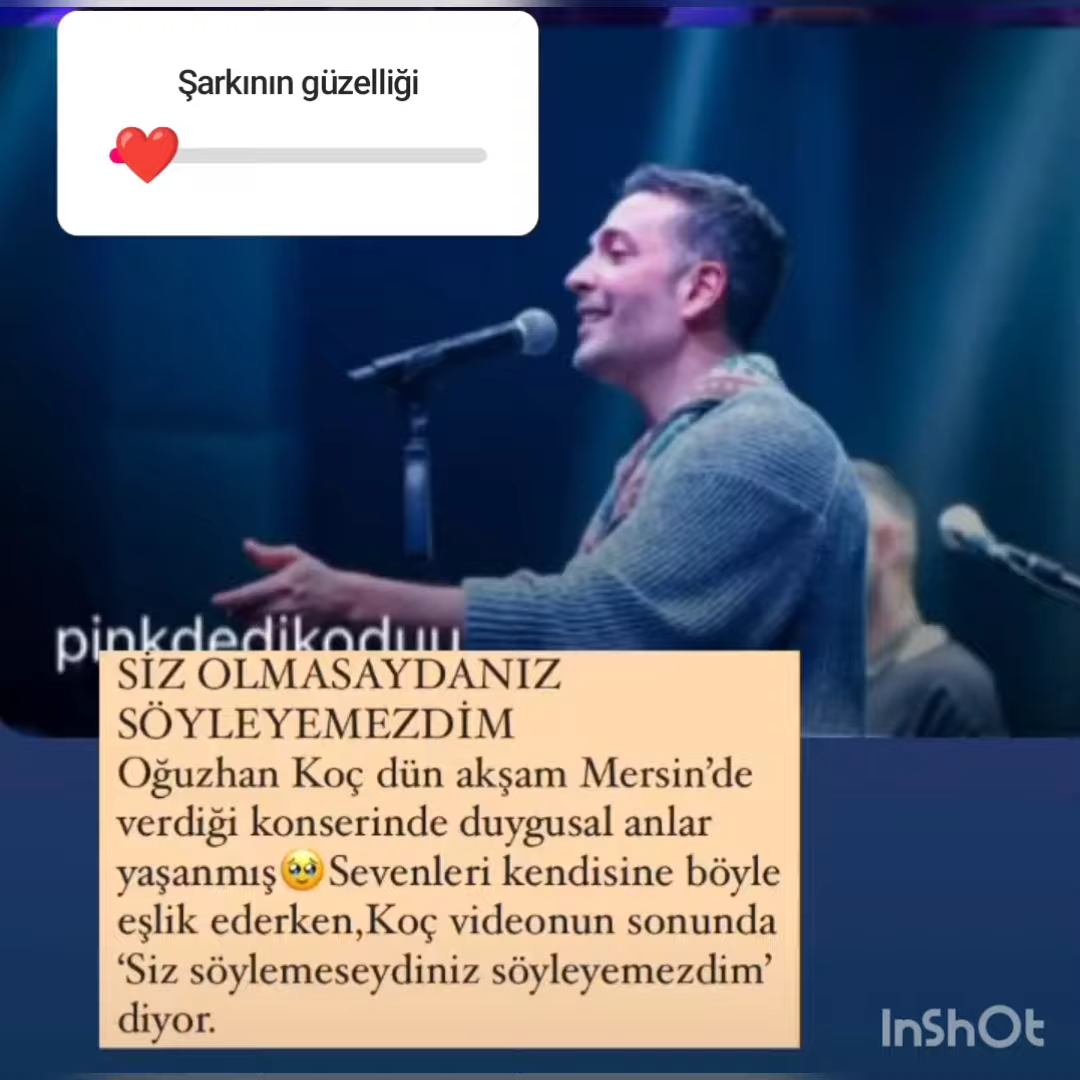 Şarkının güzelliği
pinkdedikoduu
SİZ OLMASAYDANIZ
SÖYLEYEMEZDİM
Oğuzhan Koç dün akşam Mersin’de
verdiği konserinde duygusal anlar
yaşanmış🥹Sevenleri kendisine böyle
eşlik ederken,Koç videonun sonunda
‘Siz söylemeseydiniz söyleyemezdim’
diyor.
InShOt